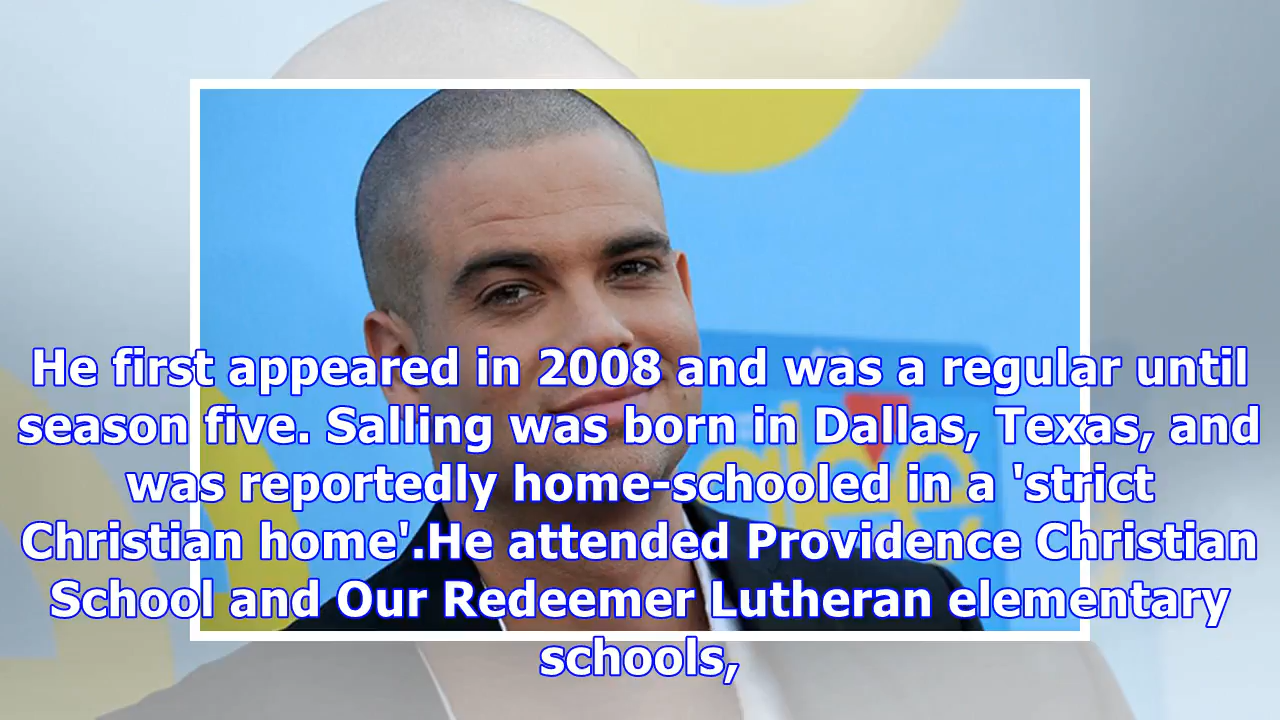 He first appeared in 2008 and was a regular until
season five. Salling was born in Dallas, Texas, and
was reportedly home-schooled in a 'strict
Christian home'.He attended Providence Christian
School and Our Redeemer Lutheran elementary
schools,
glee